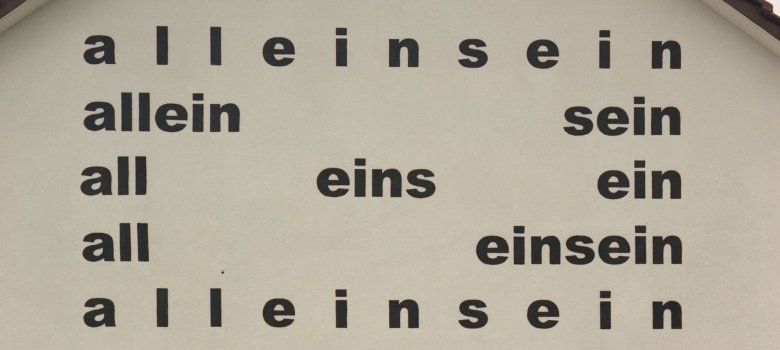 a l l e i n s e i n
allein sein
all eins ein
all einsein
a l l e i n s e i n